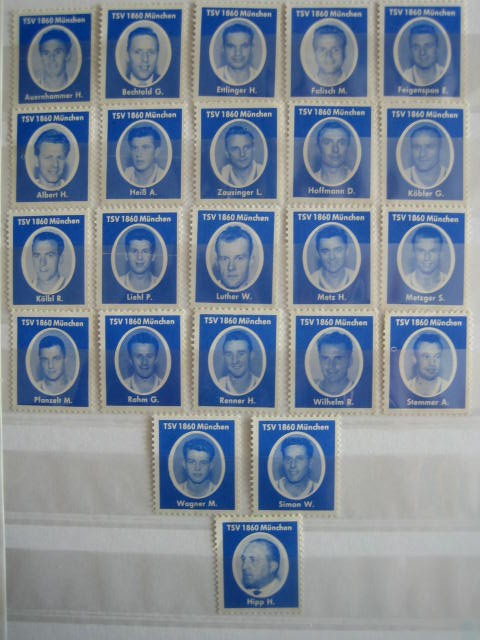 TSV 1860 München
Auernhammer H.
TSV 1860 München
Bechtold G.
TSV 1860 München
Ettlinger H.
TSV 1860 München
Faltsch M.
TSV 1860 München
Feigenspan E.
TSV 1860 München
Albert H.
TSV 1860 München
Heiß A.
TSV 1860 München
Zausinger L.
TSV 1860 München
Hoffmann D.
TSV 1860 München
Köbler G.
TSV 1860 München
Kölbl R.
TSV 1860 München
Liehl P.
TSV 1860 München
Luther W.
TSV 1860 München
Metz H.
TSV 1860 München
Metzger S.
TSV 1860 München
Pfanzelt M.
TSV 1860 München
Rahm G.
TSV 1860 München
Renner H.
TSV 1860 München
Wilhelm R.
TSV 1860 München
Stemmer A.
TSV 1860 München
Wagner M.
TSV 1860 München
Simon W.
TSV 1860 München
Hipp H.